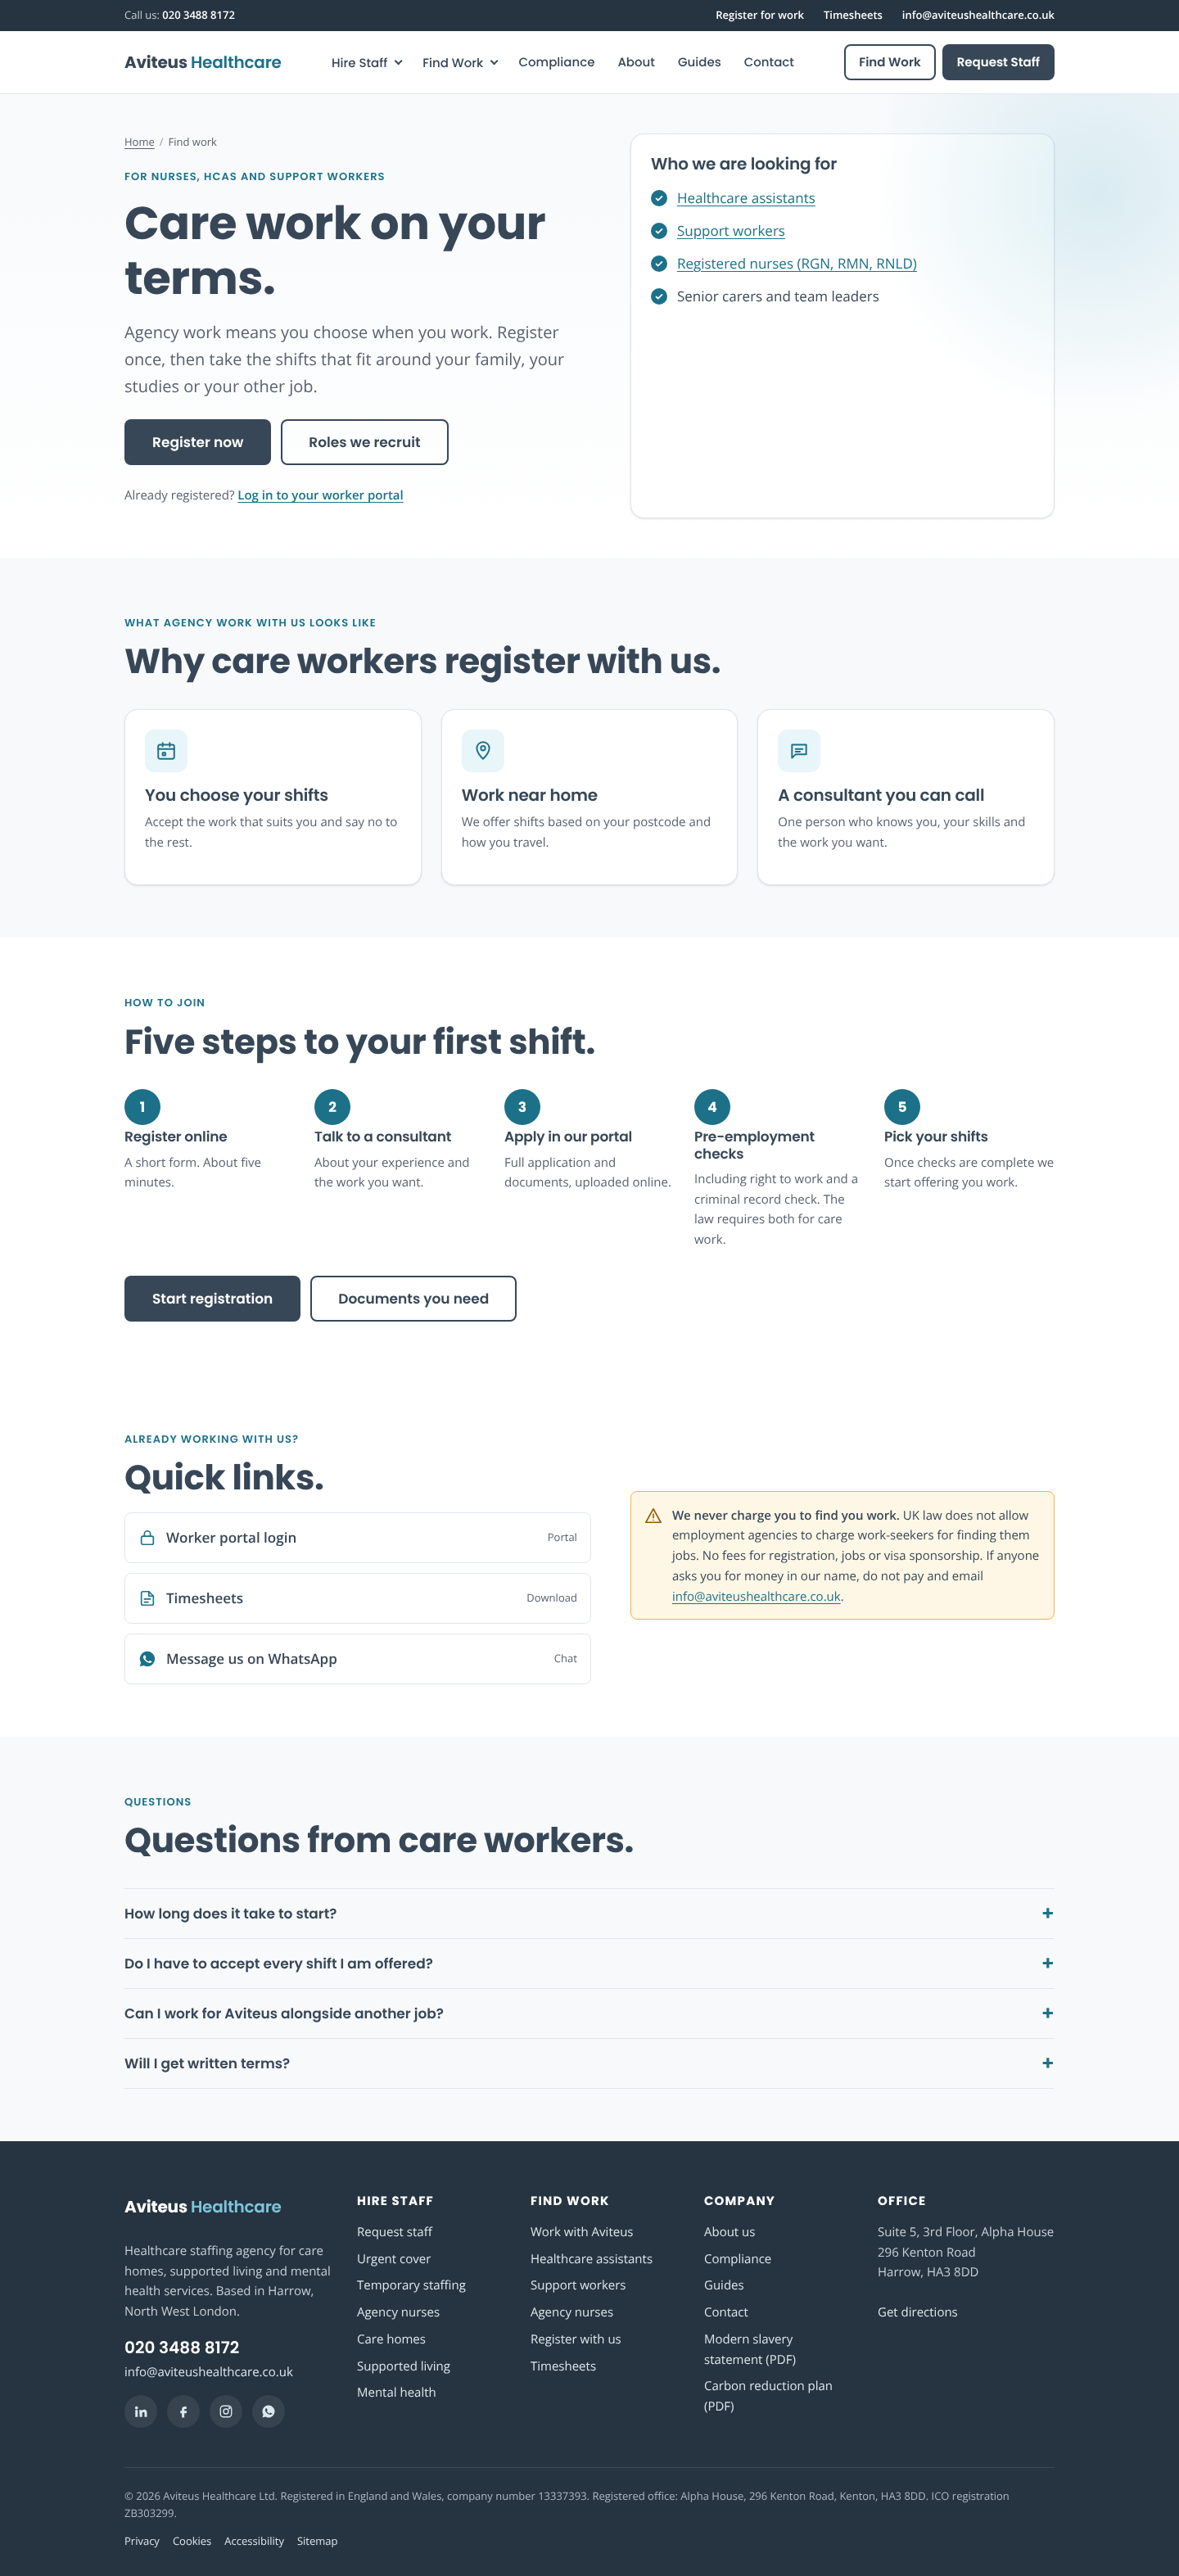 Call us: 020 3488 8172
Register for work
Timesheets
info@aviteushealthcare.co.uk
Aviteus Healthcare
Hire Staff
Find Work
Compliance
About
Guides
Contact
Find Work
Request Staff
Home / Find work
FOR NURSES, HCAS AND SUPPORT WORKERS
Care work on your
terms.
Agency work means you choose when you work. Register
once, then take the shifts that fit around your family, your
studies or your other job.
Register now
Roles we recruit
Already registered? Log in to your worker portal
Who we are looking for
Healthcare assistants
Support workers
Registered nurses (RGN, RMN, RNLD)
Senior carers and team leaders
WHAT AGENCY WORK WITH US LOOKS LIKE
Why care workers register with us.
You choose your shifts
Accept the work that suits you and say no to
the rest.
Work near home
We offer shifts based on your postcode and
how you travel.
A consultant you can call
One person who knows you, your skills and
the work you want.
HOW TO JOIN
Five steps to your first shift.
1
Register online
A short form. About five
minutes.
2
Talk to a consultant
About your experience and
the work you want.
3
Apply in our portal
Full application and
documents, uploaded online.
4
Pre-employment
checks
Including right to work and a
criminal record check. The
law requires both for care
work.
5
Pick your shifts
Once checks are complete we
start offering you work.
Start registration
Documents you need
ALREADY WORKING WITH US?
Quick links.
Worker portal login
Portal
Timesheets
Download
Message us on WhatsApp
Chat
We never charge you to find you work. UK law does not allow
employment agencies to charge work-seekers for finding them
jobs. No fees for registration, jobs or visa sponsorship. If anyone
asks you for money in our name, do not pay and email
info@aviteushealthcare.co.uk.
QUESTIONS
Questions from care workers.
How long does it take to start?
Do I have to accept every shift I am offered?
Can I work for Aviteus alongside another job?
Will I get written terms?
Aviteus Healthcare
Healthcare staffing agency for care
homes, supported living and mental
health services. Based in Harrow,
North West London.
020 3488 8172
info@aviteushealthcare.co.uk
HIRE STAFF
Request staff
Urgent cover
Temporary staffing
Agency nurses
Care homes
Supported living
Mental health
FIND WORK
Work with Aviteus
Healthcare assistants
Support workers
Agency nurses
Register with us
Timesheets
COMPANY
About us
Compliance
Guides
Contact
Modern slavery
statement (PDF)
Carbon reduction plan
(PDF)
OFFICE
Suite 5, 3rd Floor, Alpha House
296 Kenton Road
Harrow, HA3 8DD
Get directions
© 2026 Aviteus Healthcare Ltd. Registered in England and Wales, company number 13337393. Registered office: Alpha House, 296 Kenton Road, Kenton, HA3 8DD. ICO registration
ZB303299.
Privacy
Cookies
Accessibility
Sitemap